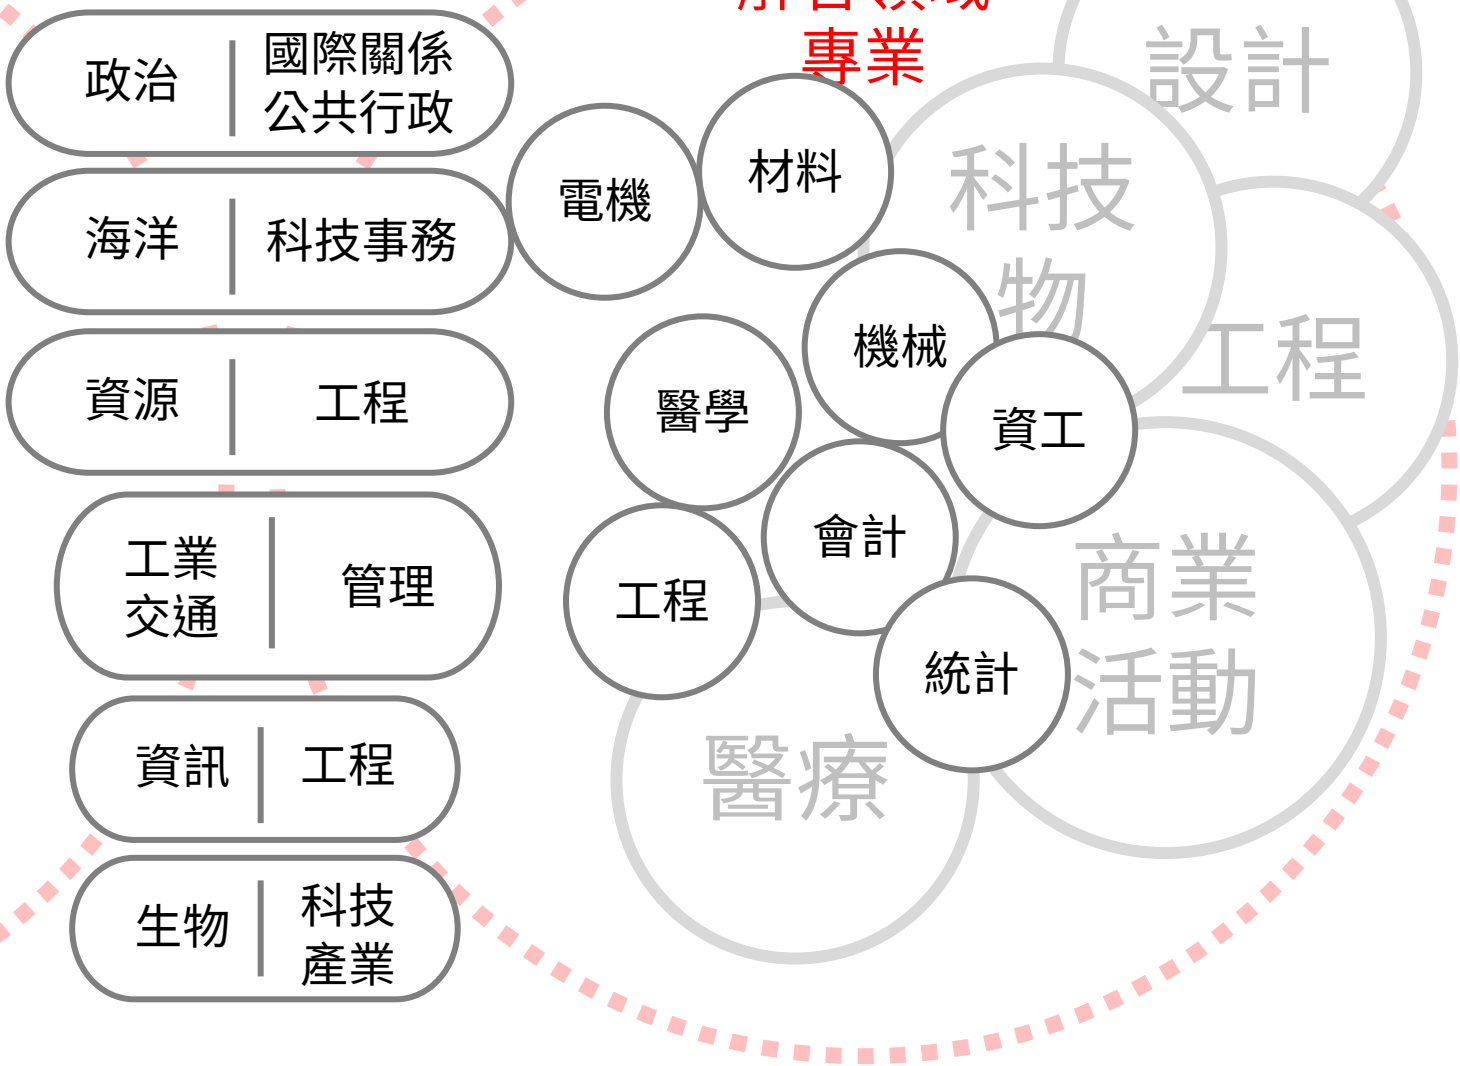 專業
政治
國際關係
公共行政
海洋
科技事務
資源
工程
工業
交通
管理
資訊
工程
生物
科技
產業
電機
材料
機械
醫學
資工
會計
工程
統計
設計
科技
物
工程
商業
活動
醫療